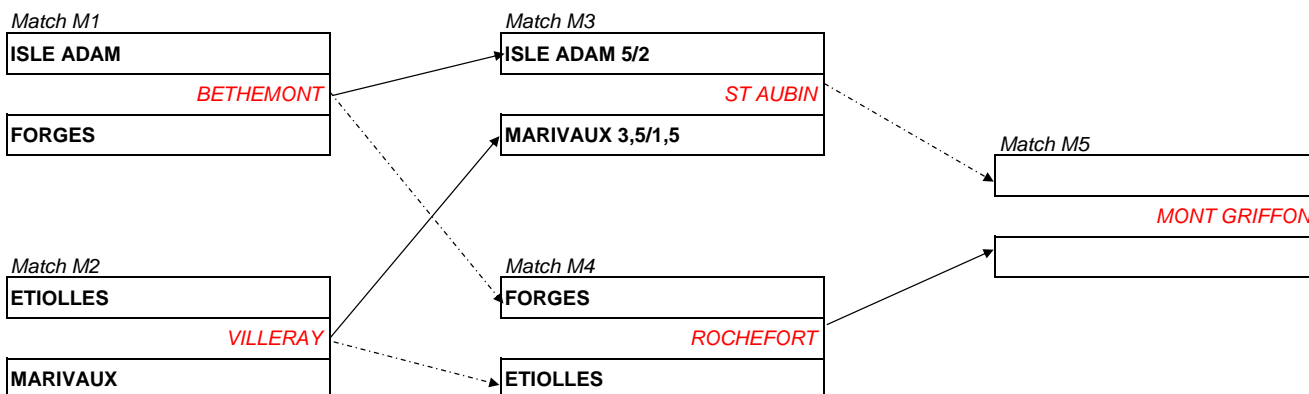 Match M1
ISLE ADAM
BETHEMONT
FORGES
Match M2
ETIOLLES
VILLERAY
MARIVAUX
Match M3
ISLE ADAM 5/2
ST AUBIN
MARIVAUX 3,5/1,5
Match M4
FORGES
ROCHEFORT
ETIOLLES
Match M5
MONT GRIFFON